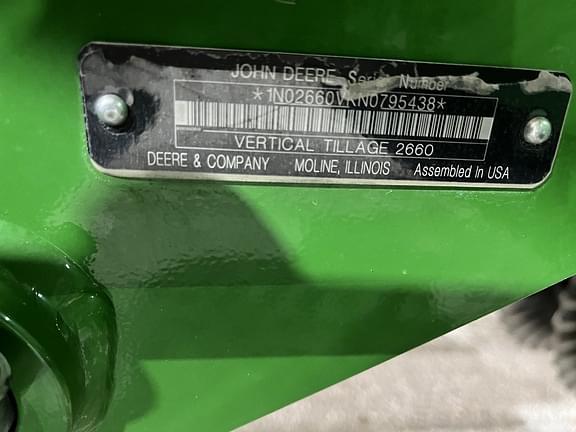 JOHN DEERE Serial Number
*1N02660VKN0795438*
VERTICAL TILLAGE 2660
DEERE & COMPANY MOLINE, ILLINOIS Assembled In USA